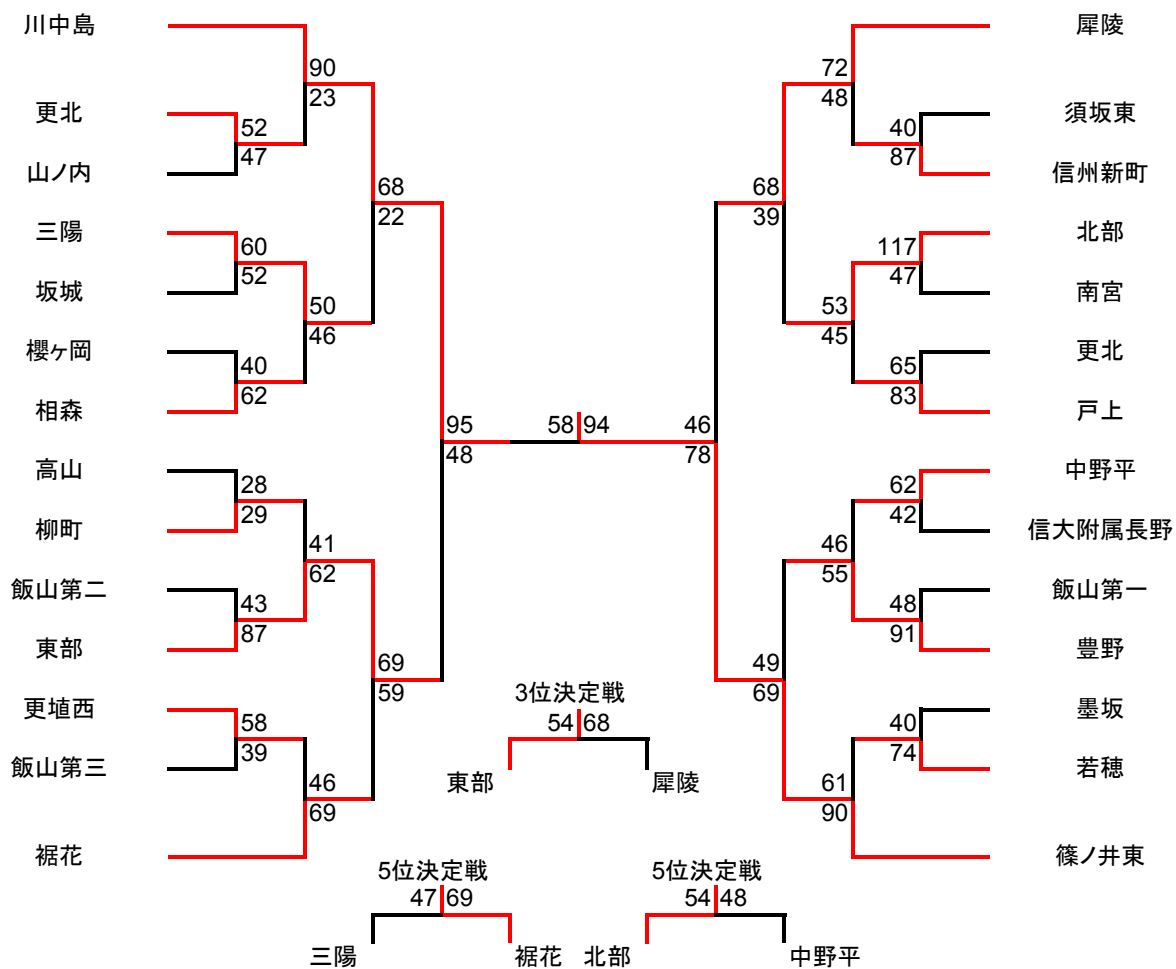 川中島
犀陵
90
23
72
48
更北
52
47
山ノ内
須坂東
40
87
信州新町
68
22
68
39
三陽
60
52
坂城
北部
117
47
南宮
50
46
53
45
櫻ヶ岡
40
62
相森
更北
65
83
戸上
95
48
58 94
46
78
高山
28
29
柳町
中野平
62
42
信大附属長野
41
62
46
55
飯山第二
43
87
東部
飯山第一
48
91
豊野
69
59
49
69
更埴西
58
39
飯山第三
墨坂
40
74
若穂
46
69
61
90
裾花
篠ノ井東
3位決定戦
54 68
東部 犀陵
5位決定戦
47 69
三陽 裾花
5位決定戦
54 48
北部 中野平